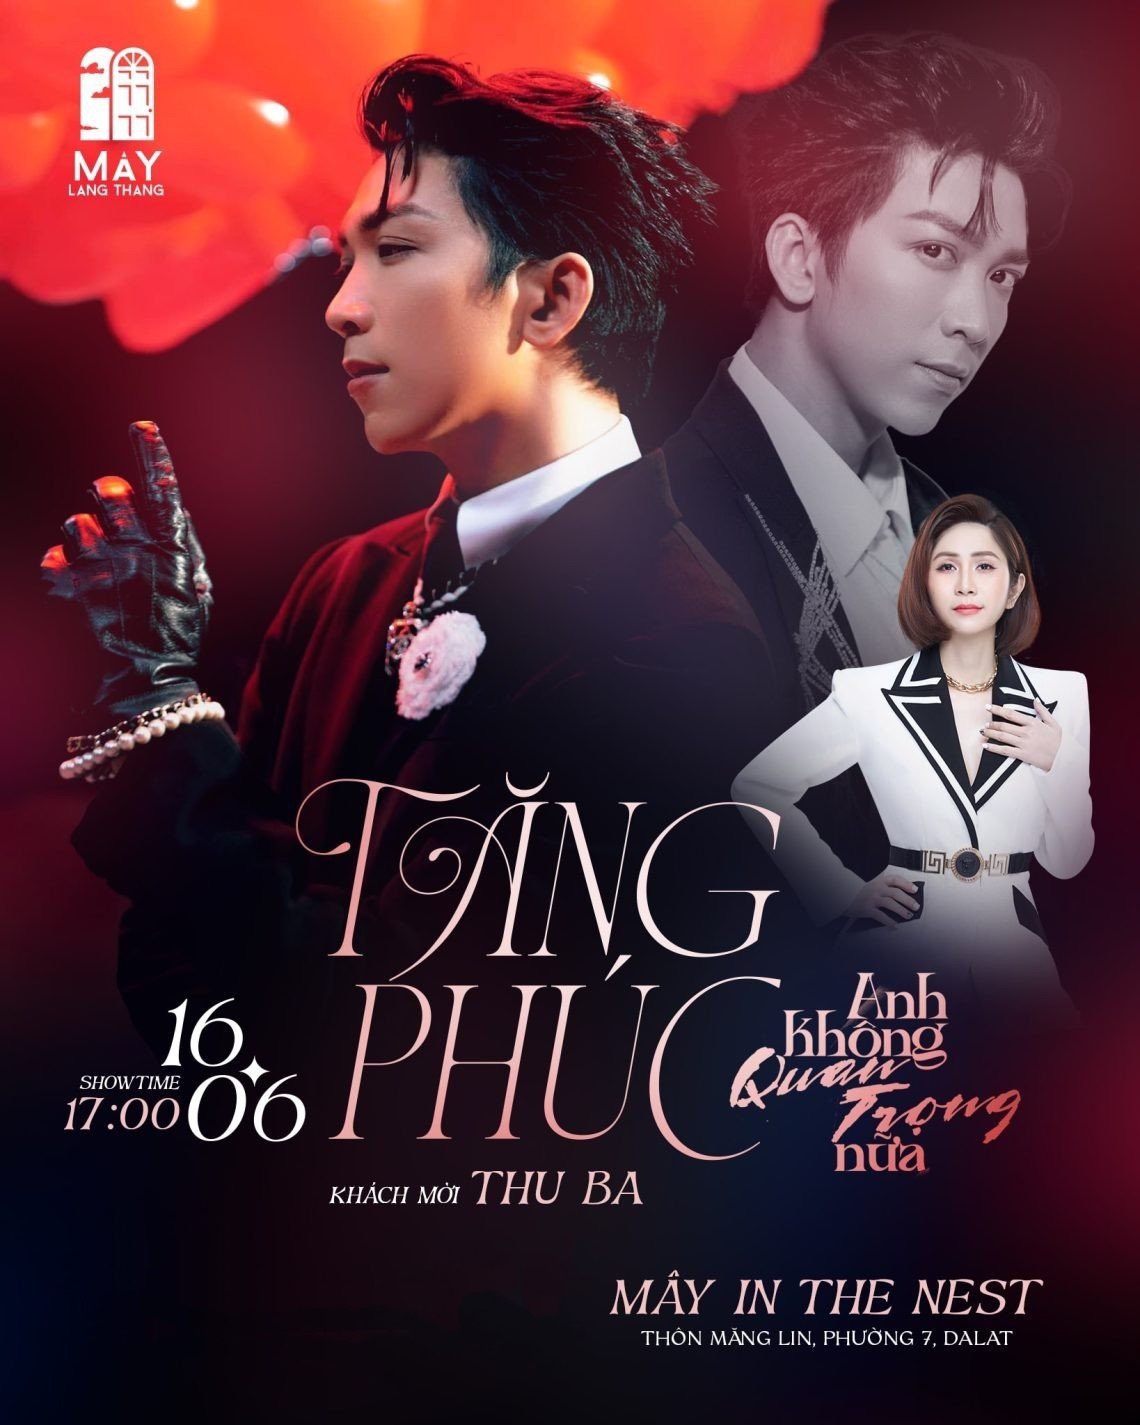 MÂY
LANG THANG
TĂNG
PHÚC
16
06
SHOWTIME
17:00
Anh
không
Quan
Trọng
nữa
KHÁCH MỜI THU BA
MÂY IN THE NEST
THÔN MĂNG LIN, PHƯỜNG 7, DALAT